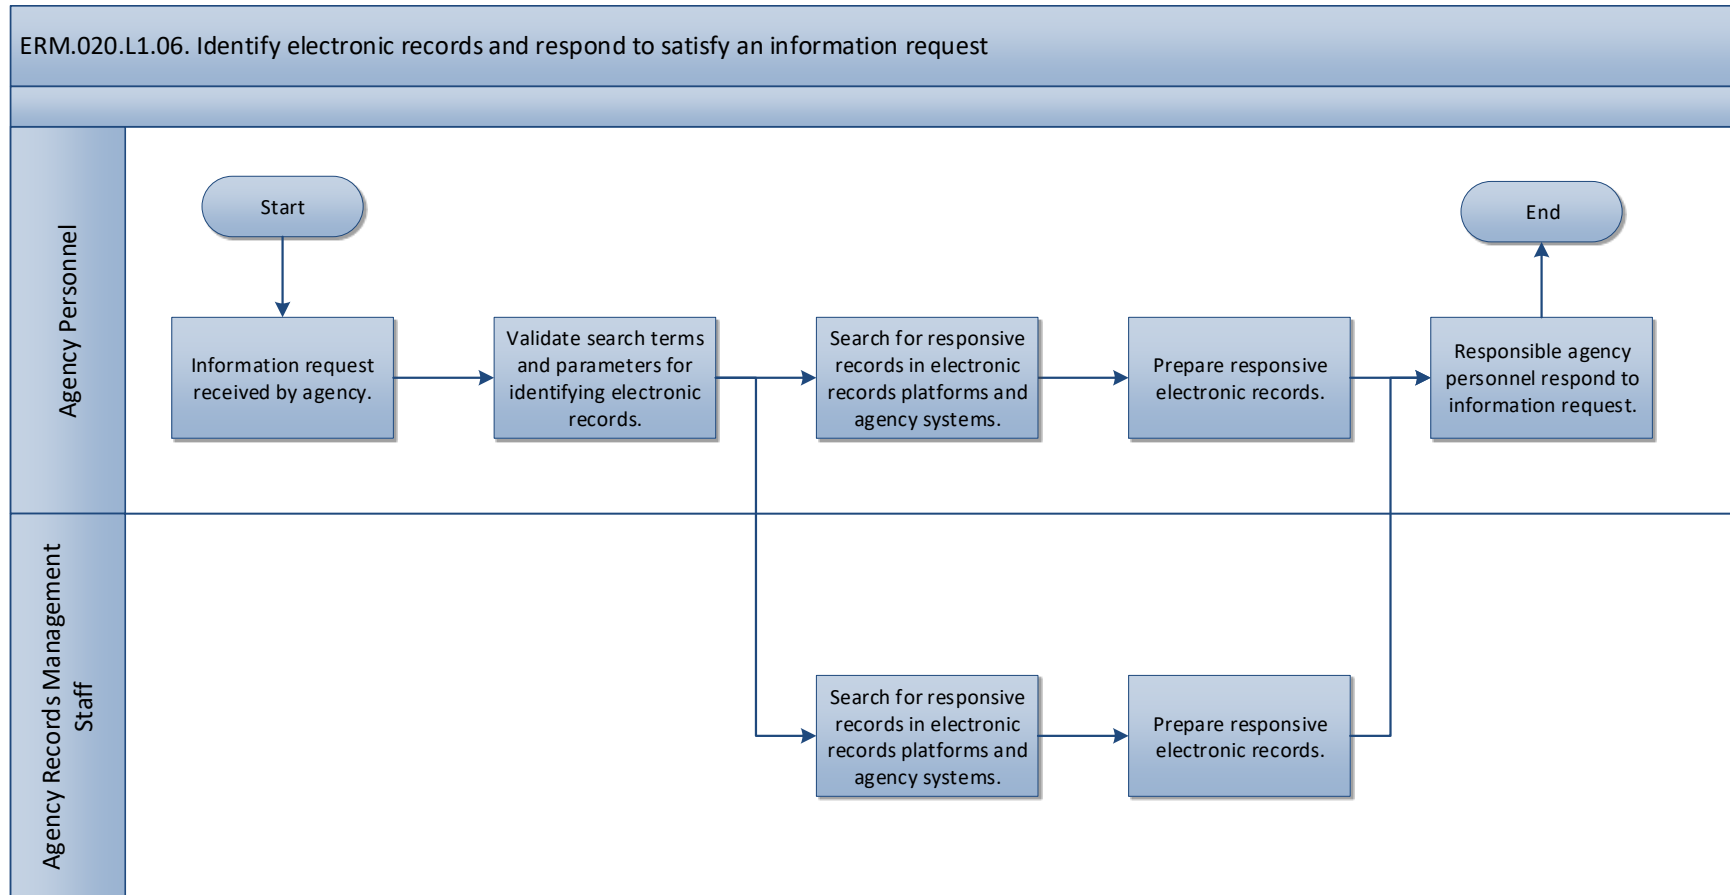 ERM.020.L1.06. Identify electronic records and respond to satisfy an information request
Agency Personnel
Start
End
Information request
received by agency.
Validate search terms
and parameters for
identifying electronic
records.
Search for responsive
records in electronic
records platforms and
agency systems.
Prepare responsive
electronic records.
Responsible agency
personnel respond to
information request.
Agency Records Management
Staff
Search for responsive
records in electronic
records platforms and
agency systems.
Prepare responsive
electronic records.